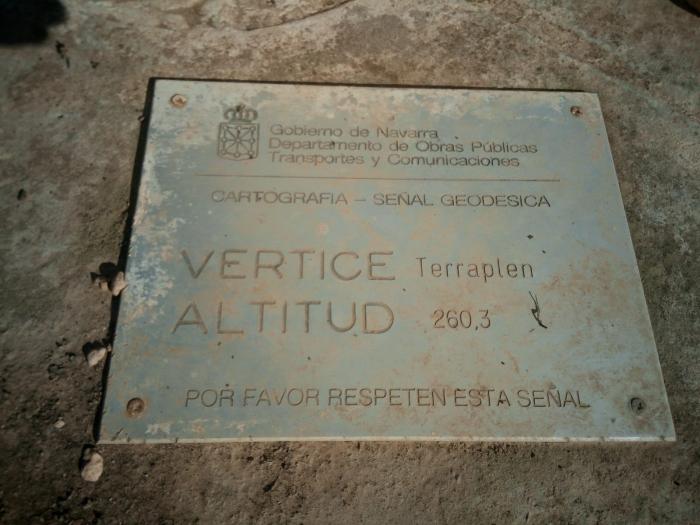 Gobierno de Navarra
Departamento de Obras Públicas
Transportes y Comunicaciones
CARTOGRAFIA - SEÑAL GEODESICA
VERTICE Terraplen
ALTITUD 260,3
POR FAVOR RESPETEN ESTA SEÑAL